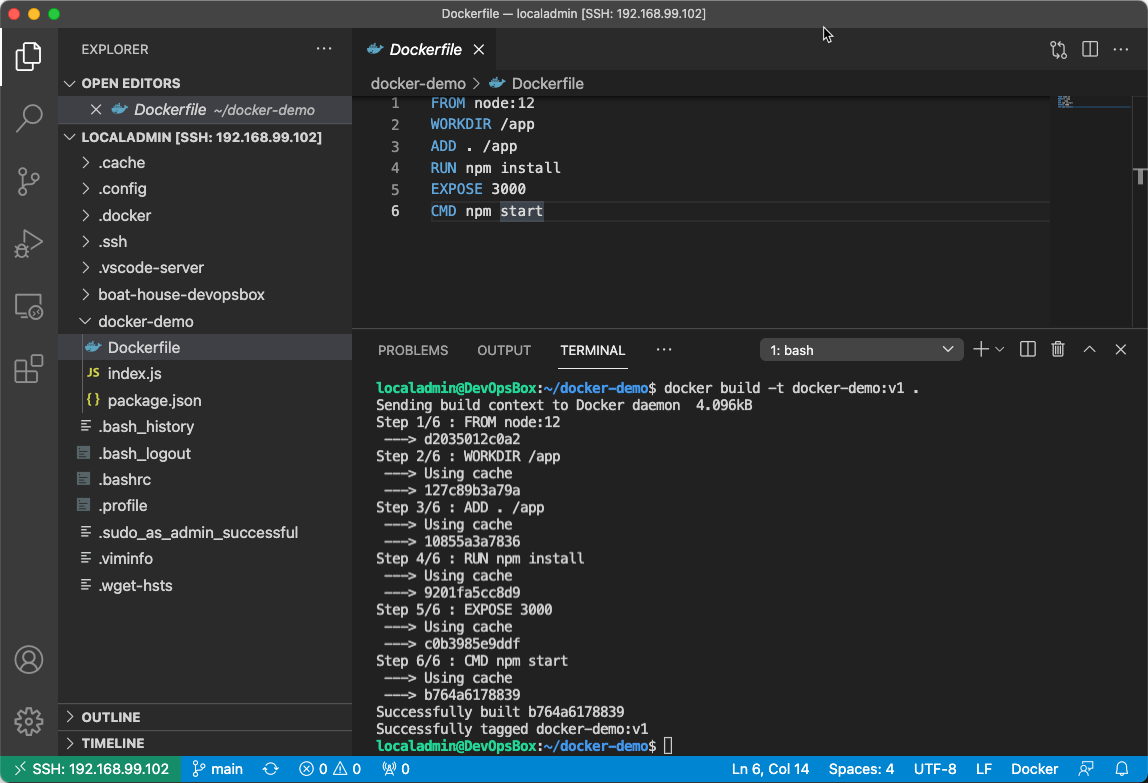 Dockerfile — localadmin [SSH: 192.168.99.102]
EXPLORER
OPEN EDITORS
Dockerfile ~/docker-demo
LOCALADMIN [SSH: 192.168.99.102]
.cache
.config
.docker
.ssh
.vscode-server
boat-house-devopsbox
docker-demo
Dockerfile
JS index.js
{} package.json
.bash_history
.bash_logout
.bashrc
.profile
.sudo_as_admin_successful
.viminfo
.wget-hsts
OUTLINE
TIMELINE
Dockerfile
docker-demo > Dockerfile
1 FROM node:12
2 WORKDIR /app
3 ADD . /app
4 RUN npm install
5 EXPOSE 3000
6 CMD npm start
PROBLEMS OUTPUT TERMINAL ... 1: bash
localadmin@DevOpsBox:~/docker-demo$ docker build -t docker-demo:v1 .
Sending build context to Docker daemon  4.096kB
Step 1/6 : FROM node:12
 ---> d2035012c0a2
Step 2/6 : WORKDIR /app
 ---> Using cache
 ---> 127c89b3a79a
Step 3/6 : ADD . /app
 ---> Using cache
 ---> 10855a3a7836
Step 4/6 : RUN npm install
 ---> Using cache
 ---> 9201fa5cc8d9
Step 5/6 : EXPOSE 3000
 ---> Using cache
 ---> c0b3985e9ddf
Step 6/6 : CMD npm start
 ---> Using cache
 ---> b764a6178839
Successfully built b764a6178839
Successfully tagged docker-demo:v1
localadmin@DevOpsBox:~/docker-demo$
SSH: 192.168.99.102 main 0 0 0 Ln 6, Col 14 Spaces: 4 UTF-8 LF Docker